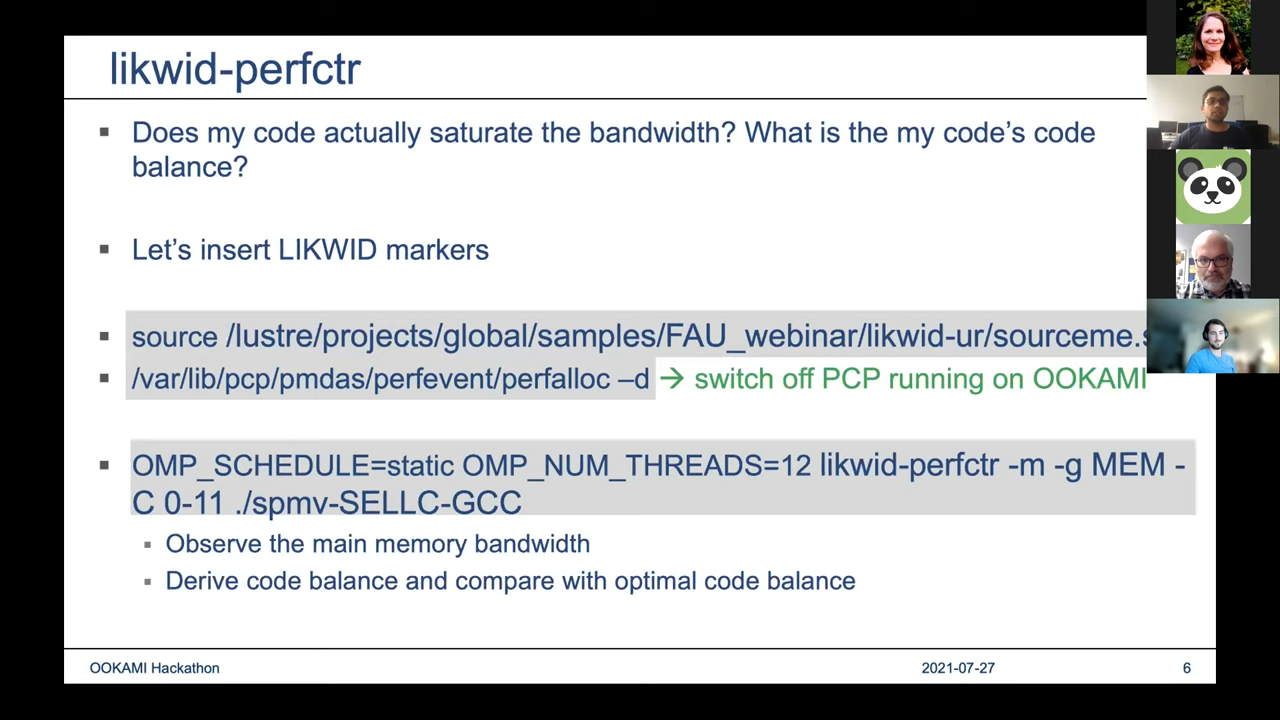 likwid-perfctr
▪ Does my code actually saturate the bandwidth? What is the my code's code
balance?
▪ Let's insert LIKWID markers
▪ source /lustre/projects/global/samples/FAU_webinar/likwid-ur/sourceme.
▪ /var/lib/pcp/pmdas/perfevent/perfalloc –d → switch off PCP running on OOKAMI
▪ OMP_SCHEDULE=static OMP_NUM_THREADS=12 likwid-perfctr -m -g MEM -
C 0-11 ./spmv-SELLC-GCC
▪ Observe the main memory bandwidth
▪ Derive code balance and compare with optimal code balance
OOKAMI Hackathon 2021-07-27 6